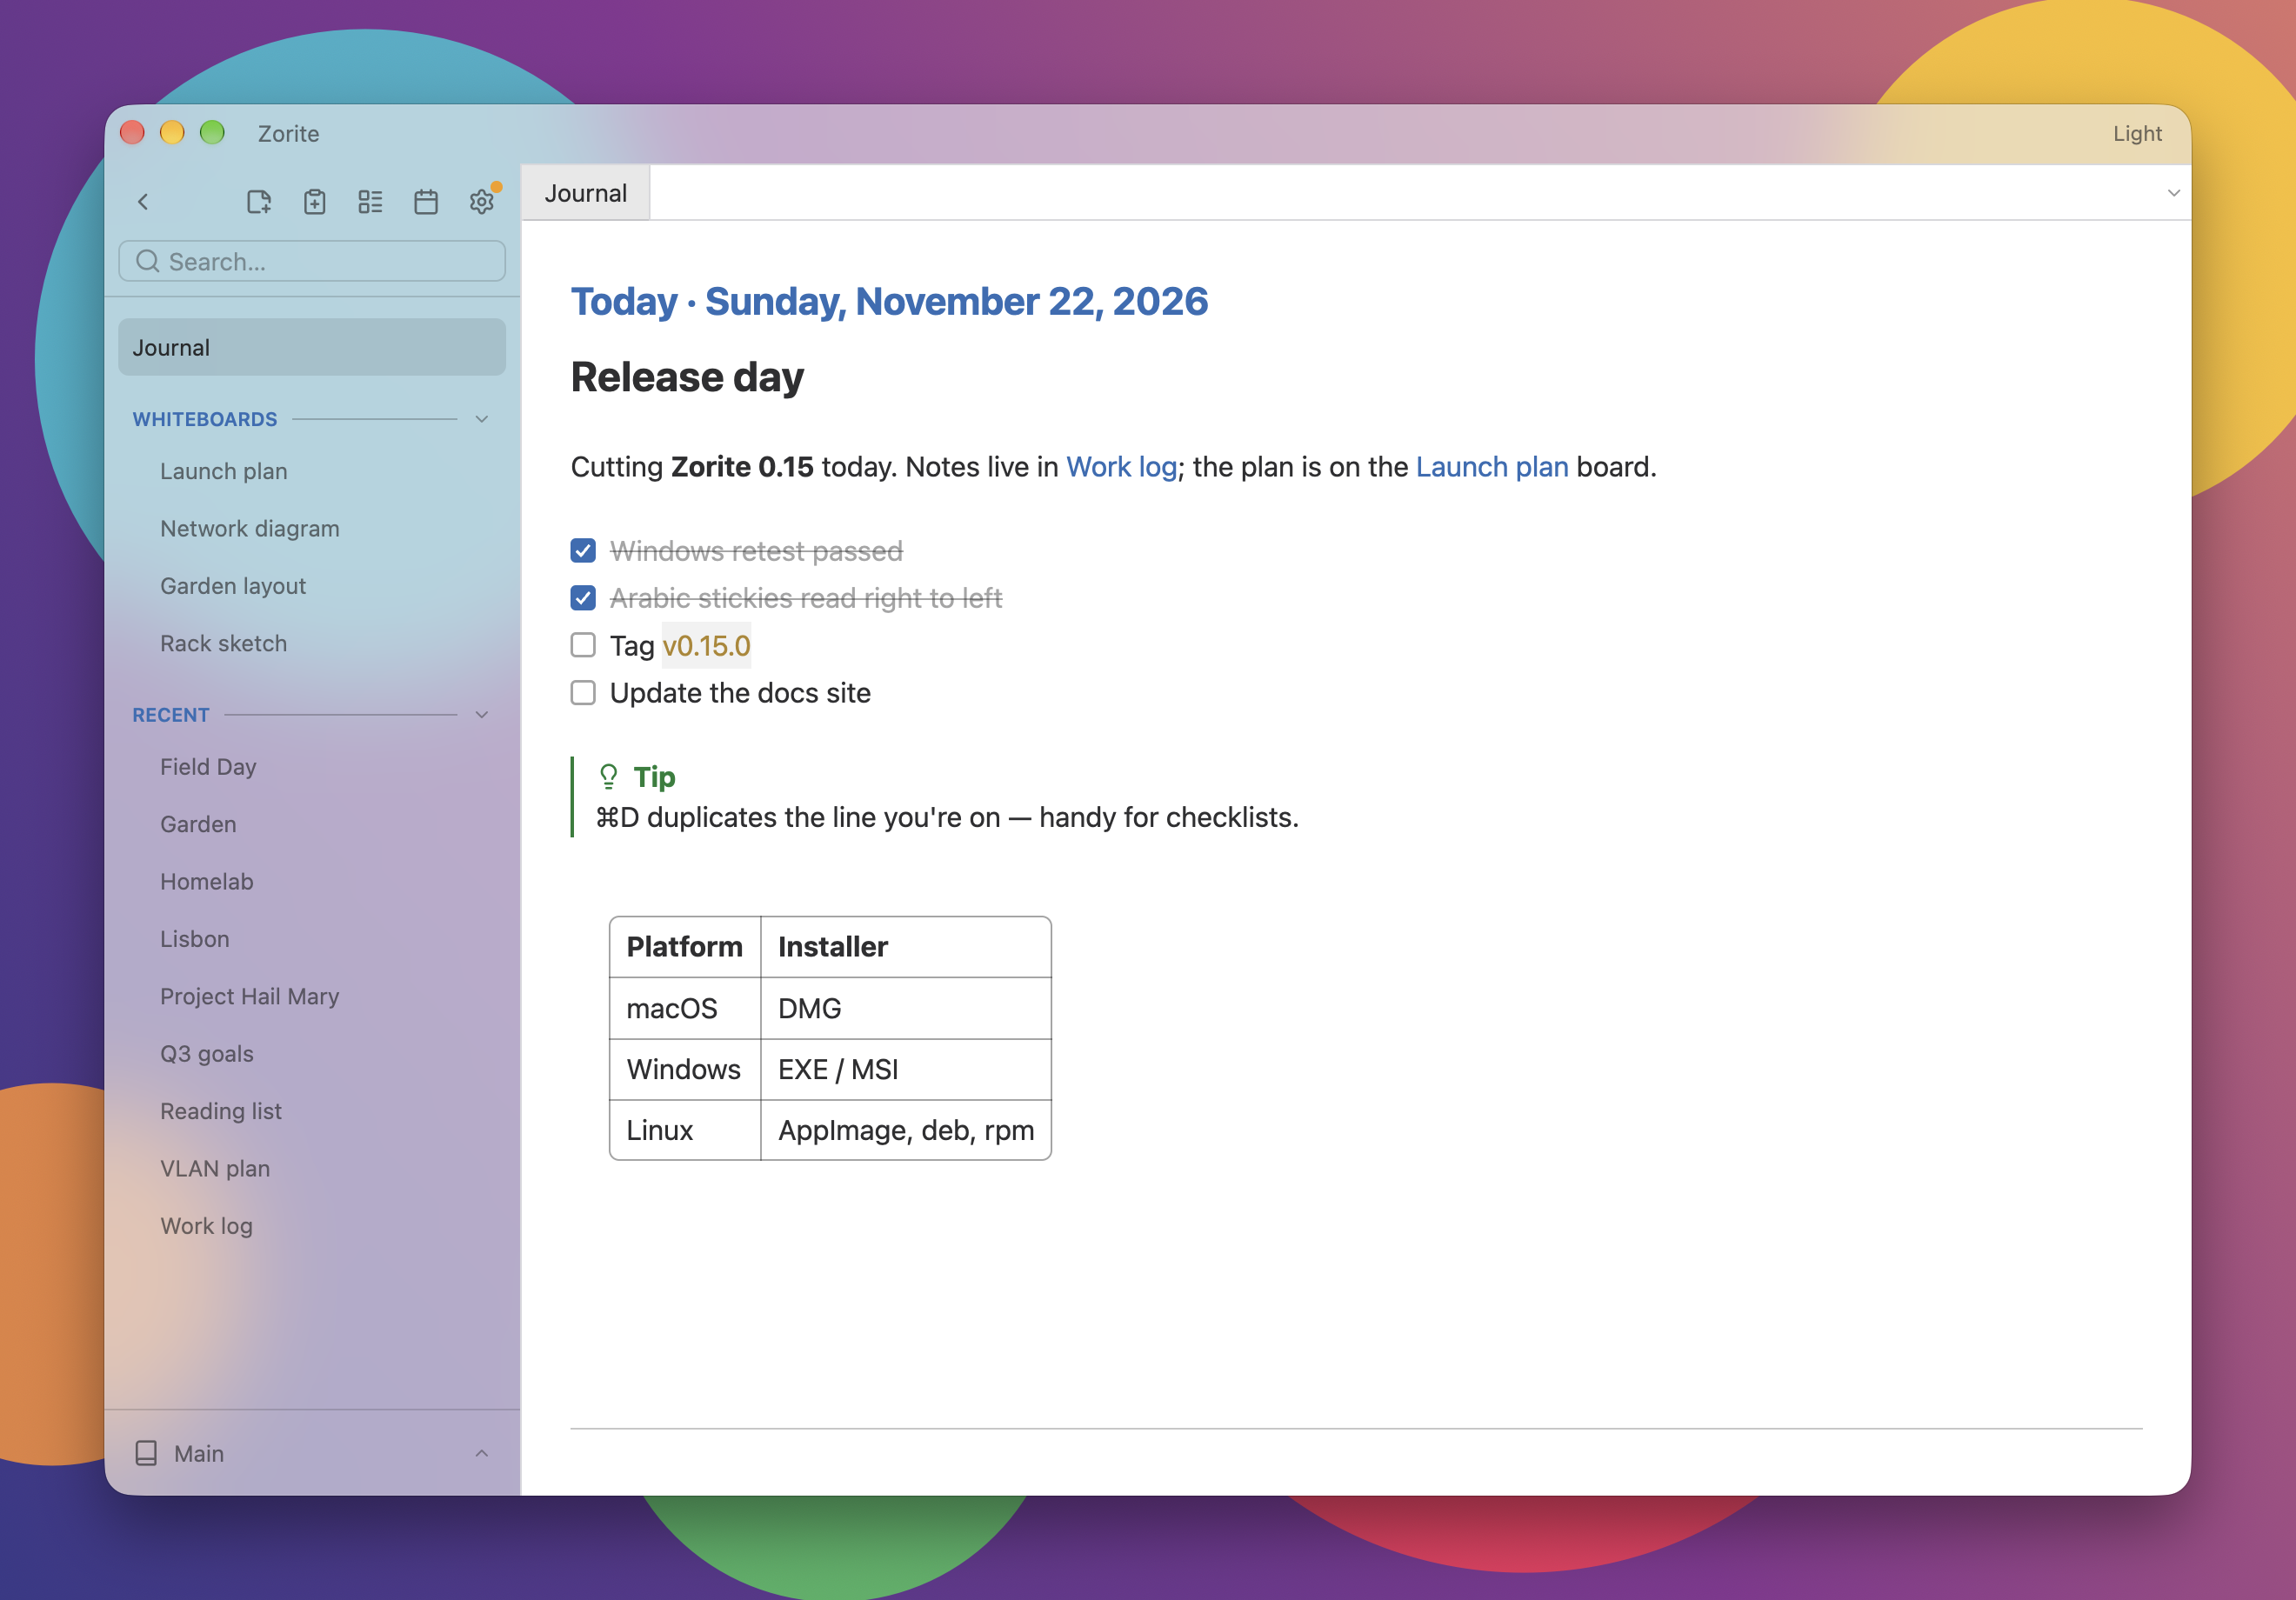 Zorite
Light
Search...
Journal
WHITEBOARDS
Launch plan
Network diagram
Garden layout
Rack sketch
RECENT
Field Day
Garden
Homelab
Lisbon
Project Hail Mary
Q3 goals
Reading list
VLAN plan
Work log
Main
Journal
Today · Sunday, November 22, 2026
Release day
Cutting Zorite 0.15 today. Notes live in Work log; the plan is on the Launch plan board.
Windows retest passed
Arabic stickies read right to left
Tag v0.15.0
Update the docs site
Tip
⌘D duplicates the line you're on — handy for checklists.
Platform Installer
macOS DMG
Windows EXE / MSI
Linux AppImage, deb, rpm